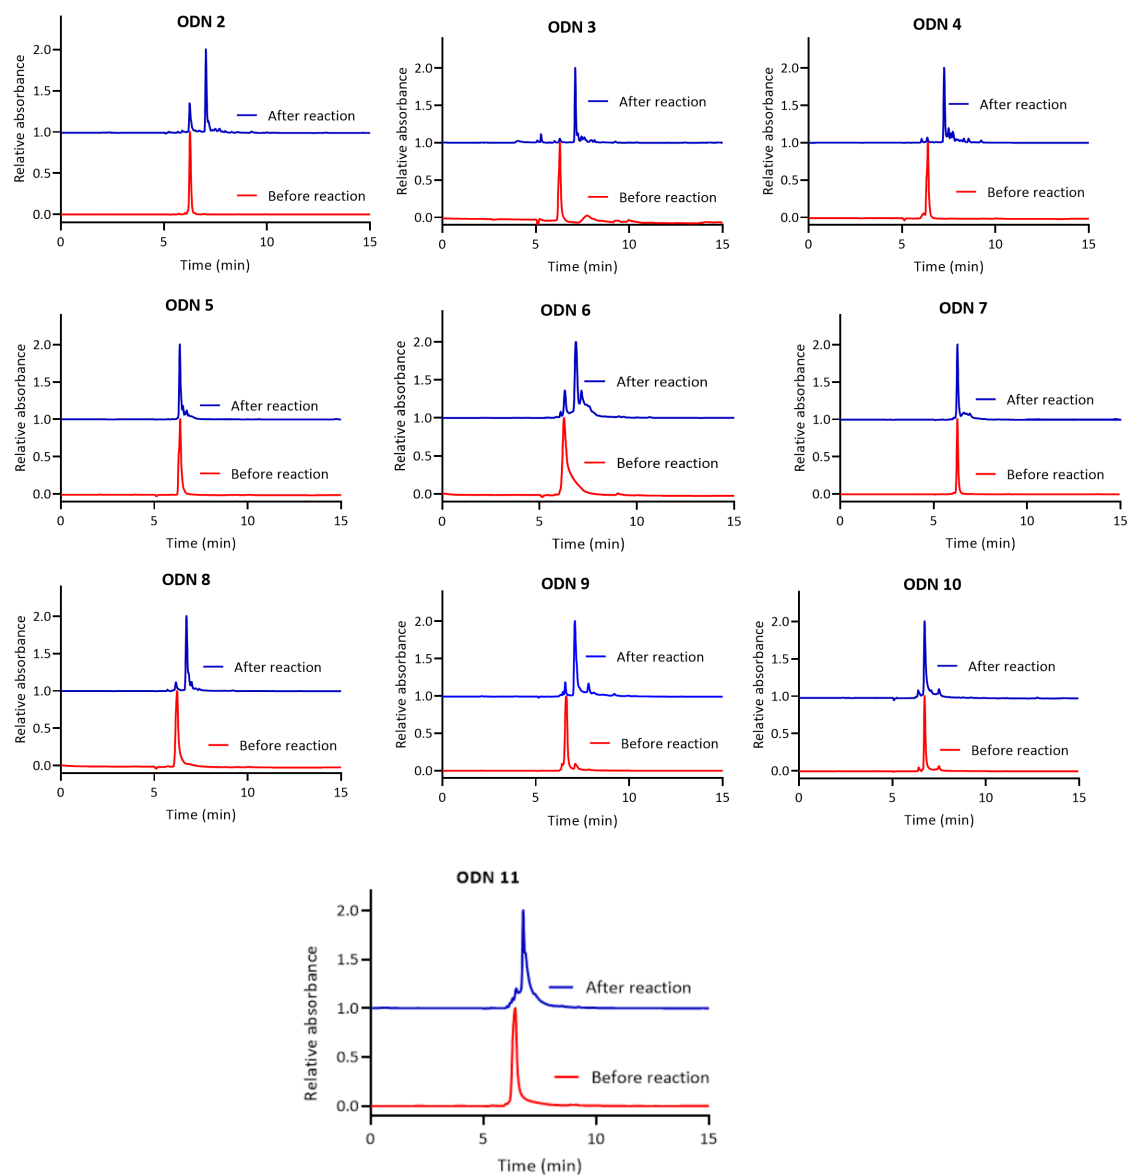 ODN 2
Relative absorbance
2.0
1.5
1.0
0.5
0.0
After reaction
Before reaction
0 5 10 15
Time (min)
ODN 3
Relative absorbance
2.0
1.5
1.0
0.5
0.0
After reaction
Before reaction
0 5 10 15
Time (min)
ODN 4
Relative absorbance
2.0
1.5
1.0
0.5
0.0
After reaction
Before reaction
0 5 10 15
Time (min)
ODN 5
Relative absorbance
2.0
1.5
1.0
0.5
0.0
After reaction
Before reaction
0 5 10 15
Time (min)
ODN 6
Relative absorbance
2.0
1.5
1.0
0.5
0.0
After reaction
Before reaction
0 5 10 15
Time (min)
ODN 7
Relative absorbance
2.0
1.5
1.0
0.5
0.0
After reaction
Before reaction
0 5 10 15
Time (min)
ODN 8
Relative absorbance
2.0
1.5
1.0
0.5
0.0
After reaction
Before reaction
0 5 10 15
Time (min)
ODN 9
Relative absorbance
2.0
1.5
1.0
0.5
0.0
After reaction
Before reaction
0 5 10 15
Time (min)
ODN 10
Relative absorbance
2.0
1.5
1.0
0.5
0.0
After reaction
Before reaction
0 5 10 15
Time (min)
ODN 11
Relative absorbance
2.0
1.5
1.0
0.5
0.0
After reaction
Before reaction
0 5 10 15
Time (min)